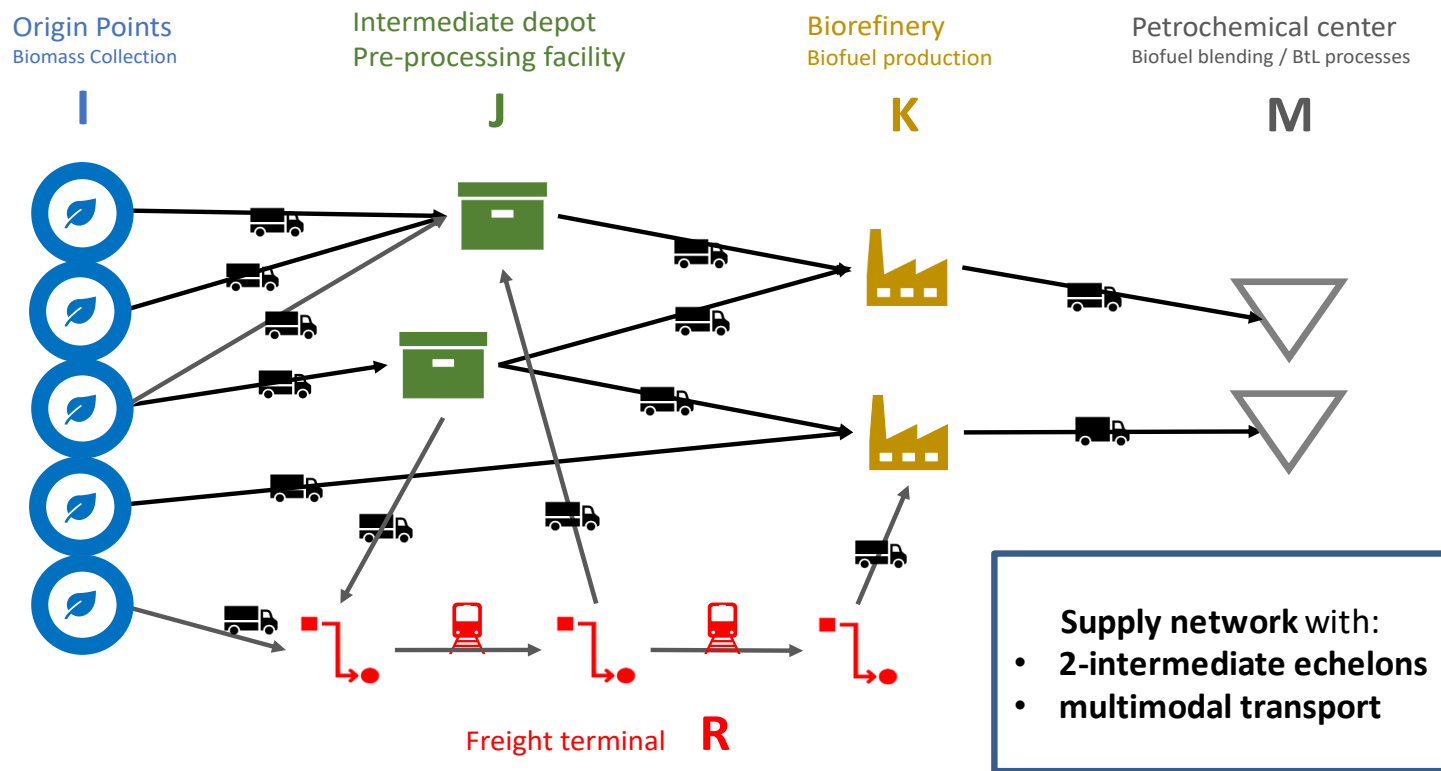 Origin Points
Biomass Collection
I
Intermediate depot
Pre-processing facility
J
Biorefinery
Biofuel production
K
Petrochemical center
Biofuel blending / BtL processes
M
Freight terminal R
Supply network with:
• 2-intermediate echelons
• multimodal transport